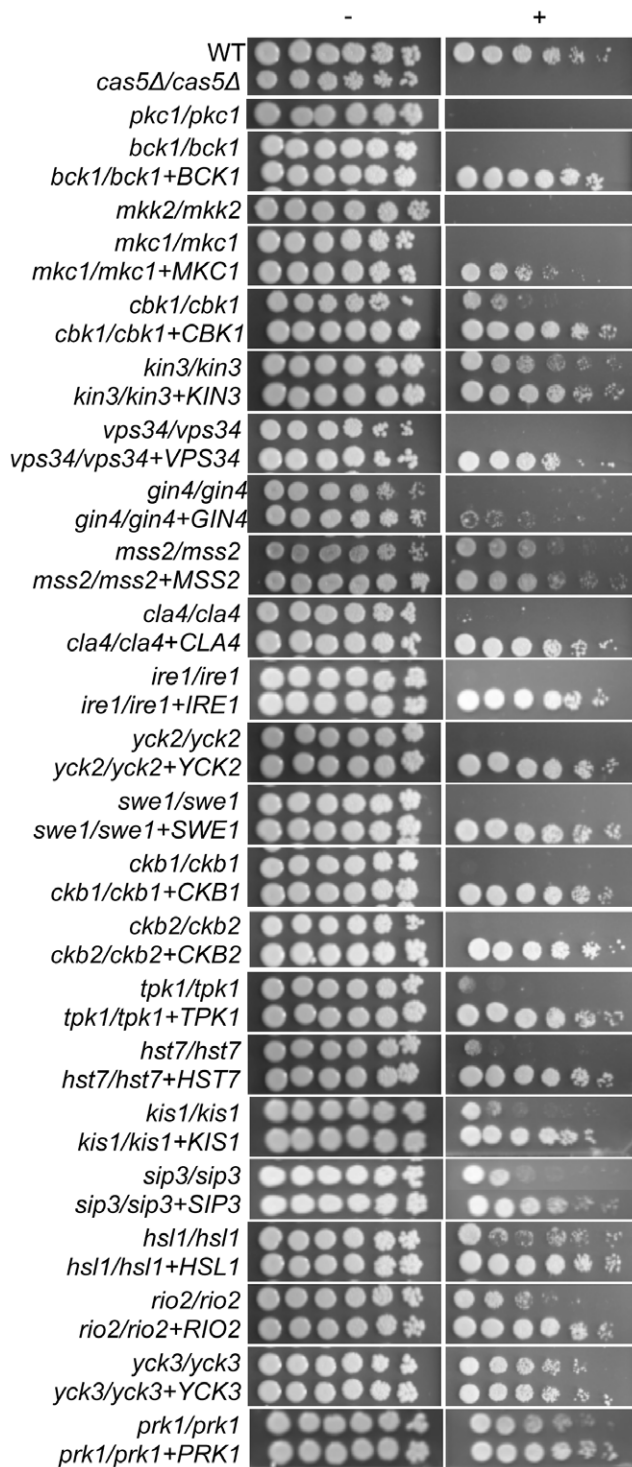 - +
WT
cas5Δ/cas5Δ
pkc1/pkc1
bck1/bck1
bck1/bck1+BCK1
mkk2/mkk2
mkc1/mkc1
mkc1/mkc1+MKC1
cbk1/cbk1
cbk1/cbk1+CBK1
kin3/kin3
kin3/kin3+KIN3
vps34/vps34
vps34/vps34+VPS34
gin4/gin4
gin4/gin4+GIN4
mss2/mss2
mss2/mss2+MSS2
cla4/cla4
cla4/cla4+CLA4
ire1/ire1
ire1/ire1+IRE1
yck2/yck2
yck2/yck2+YCK2
swe1/swe1
swe1/swe1+SWE1
ckb1/ckb1
ckb1/ckb1+CKB1
ckb2/ckb2
ckb2/ckb2+CKB2
tpk1/tpk1
tpk1/tpk1+TPK1
hst7/hst7
hst7/hst7+HST7
kis1/kis1
kis1/kis1+KIS1
sip3/sip3
sip3/sip3+SIP3
hsl1/hsl1
hsl1/hsl1+HSL1
rio2/rio2
rio2/rio2+RIO2
yck3/yck3
yck3/yck3+YCK3
prk1/prk1
prk1/prk1+PRK1